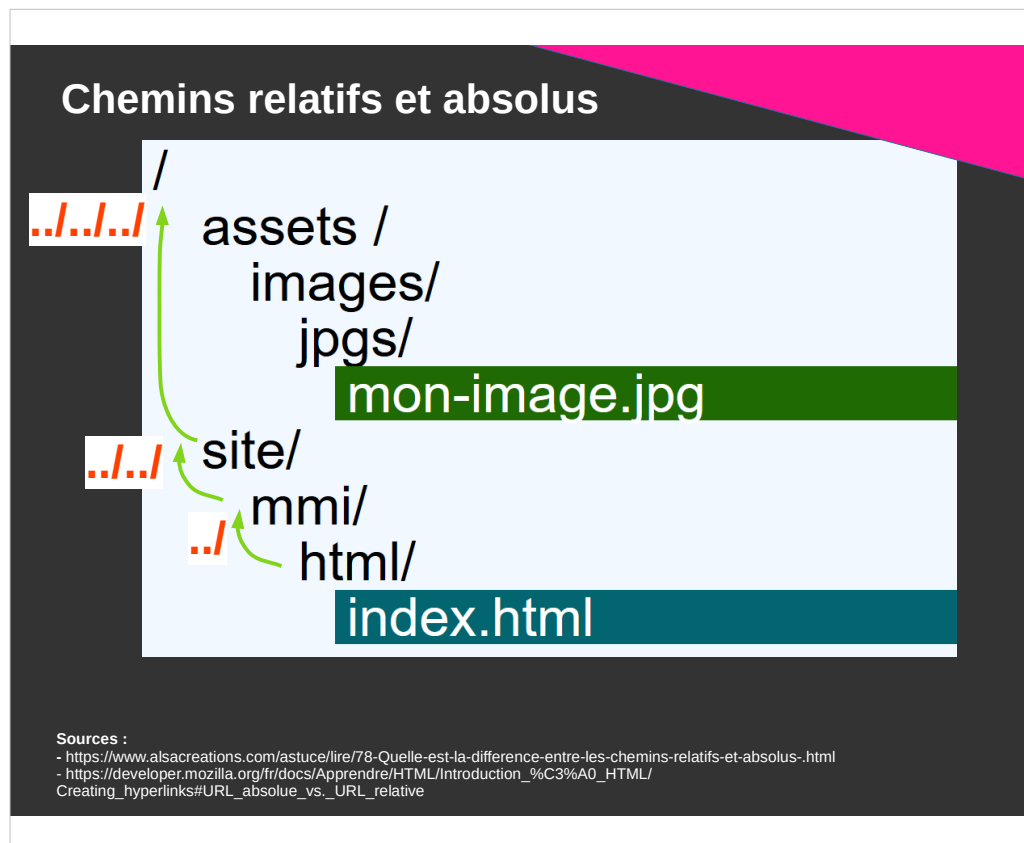 Chemins relatifs et absolus
/
../../../
assets /
images/
jpgs/
mon-image.jpg
../../
site/
mmi/
../
html/
index.html
Sources :
- https://www.alsacreations.com/astuce/lire/78-Quelle-est-la-difference-entre-les-chemins-relatifs-et-absolus-.html
- https://developer.mozilla.org/fr/docs/Apprendre/HTML/Introduction_%C3%A0_HTML/
Creating_hyperlinks#URL_absolue_vs._URL_relative